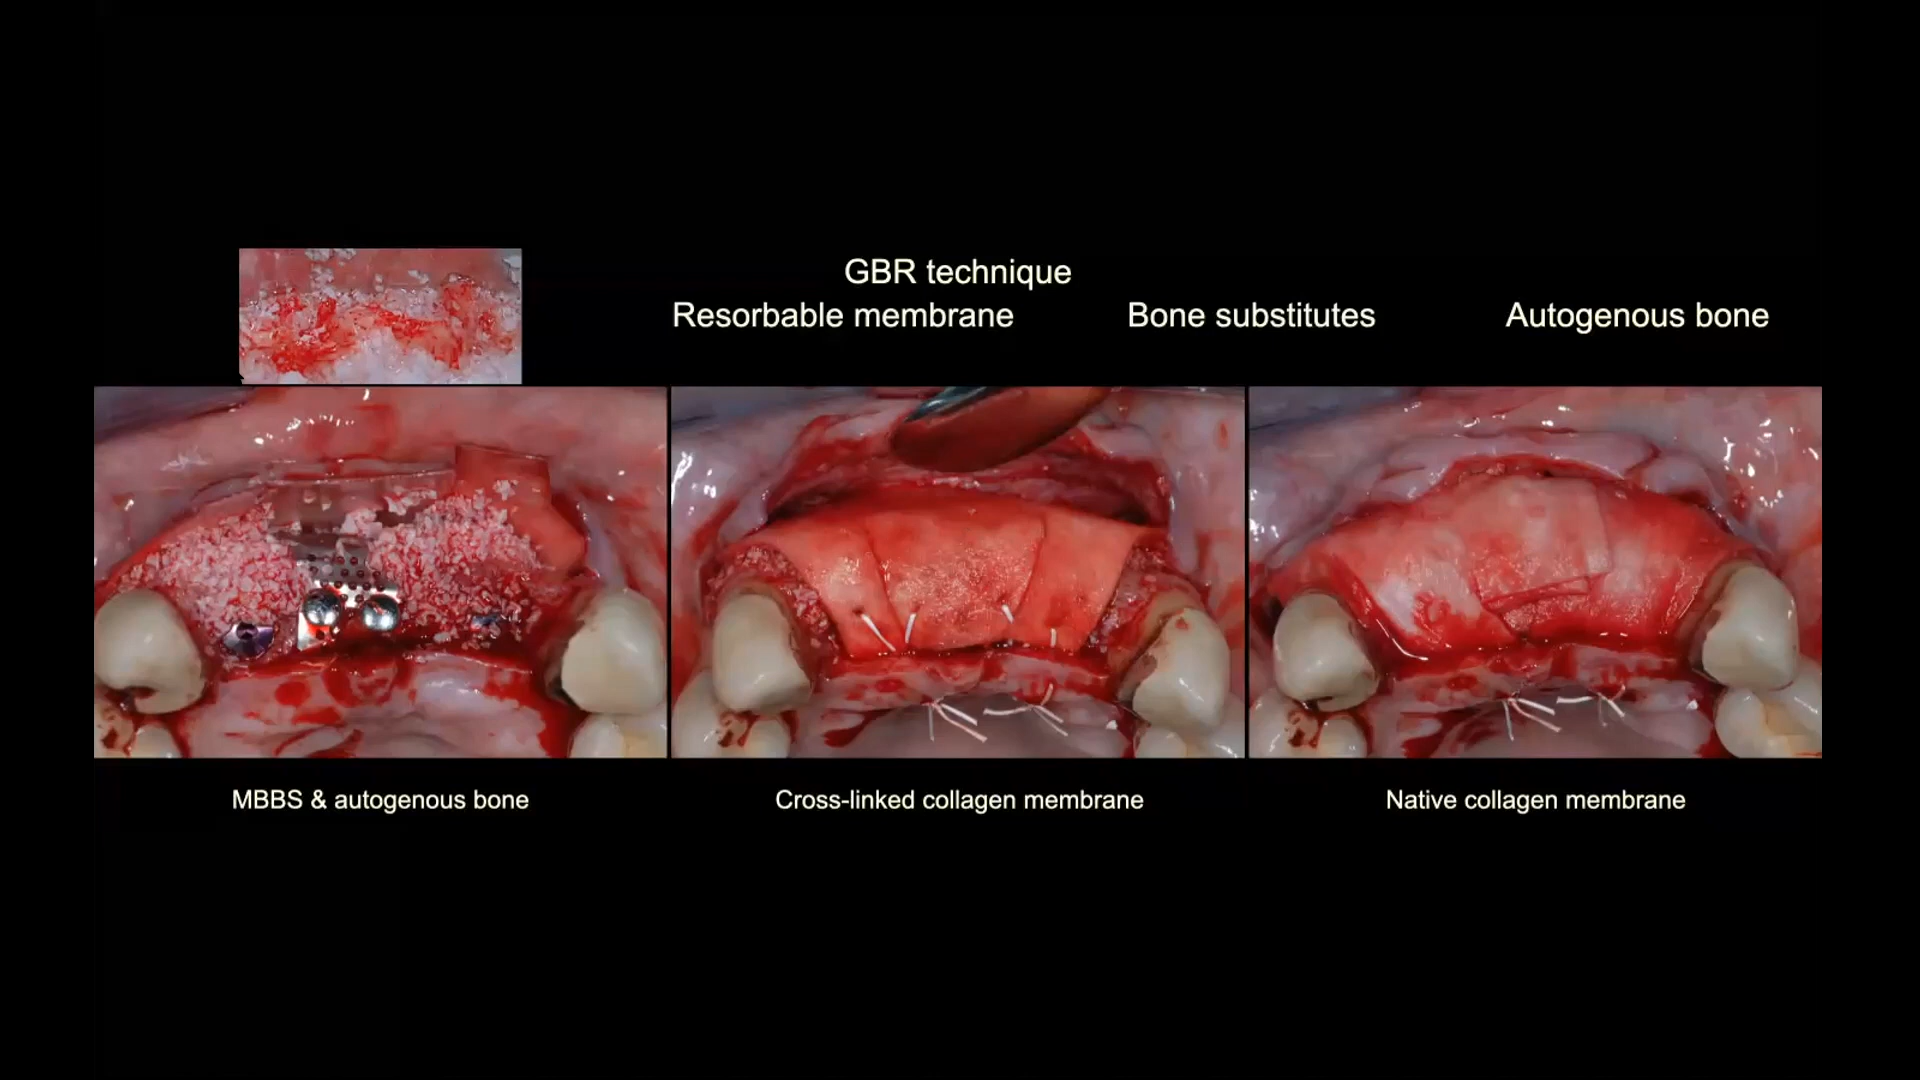 GBR technique
Resorbable membrane Bone substitutes Autogenous bone
MBBS & autogenous bone
Cross-linked collagen membrane
Native collagen membrane